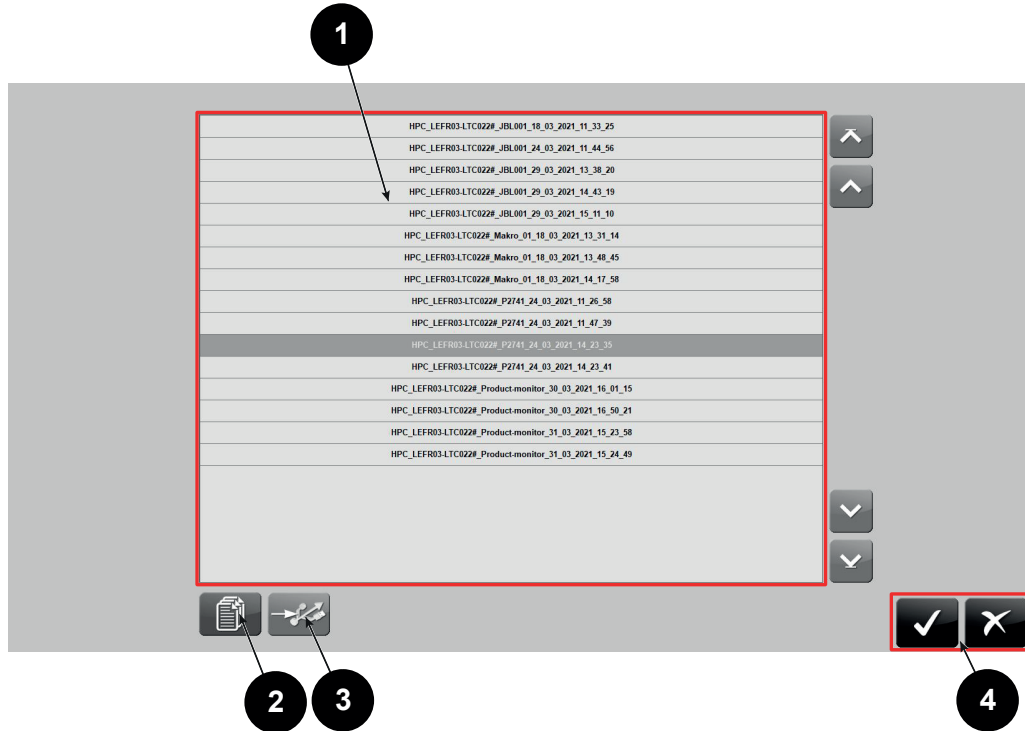 1
HPC_LEFR03-LTC022#_JBL001_18_03_2021_11_33_25
HPC_LEFR03-LTC022#_JBL001_24_03_2021_11_44_56
HPC_LEFR03-LTC022#_JBL001_29_03_2021_13_38_20
HPC_LEFR03-LTC022#_JBL001_29_03_2021_14_43_19
HPC_LEFR03-LTC022#_JBL001_29_03_2021_15_11_10
HPC_LEFR03-LTC022#_Makro_01_18_03_2021_13_31_14
HPC_LEFR03-LTC022#_Makro_01_18_03_2021_13_48_45
HPC_LEFR03-LTC022#_Makro_01_18_03_2021_14_17_58
HPC_LEFR03-LTC022#_P2741_24_03_2021_11_26_58
HPC_LEFR03-LTC022#_P2741_24_03_2021_11_47_39
HPC_LEFR03-LTC022#_P2741_24_03_2021_14_23_35
HPC_LEFR03-LTC022#_P2741_24_03_2021_14_23_41
HPC_LEFR03-LTC022#_Product-monitor_30_03_2021_16_01_15
HPC_LEFR03-LTC022#_Product-monitor_30_03_2021_16_50_21
HPC_LEFR03-LTC022#_Product-monitor_31_03_2021_15_23_58
HPC_LEFR03-LTC022#_Product-monitor_31_03_2021_15_24_49
2
3
4